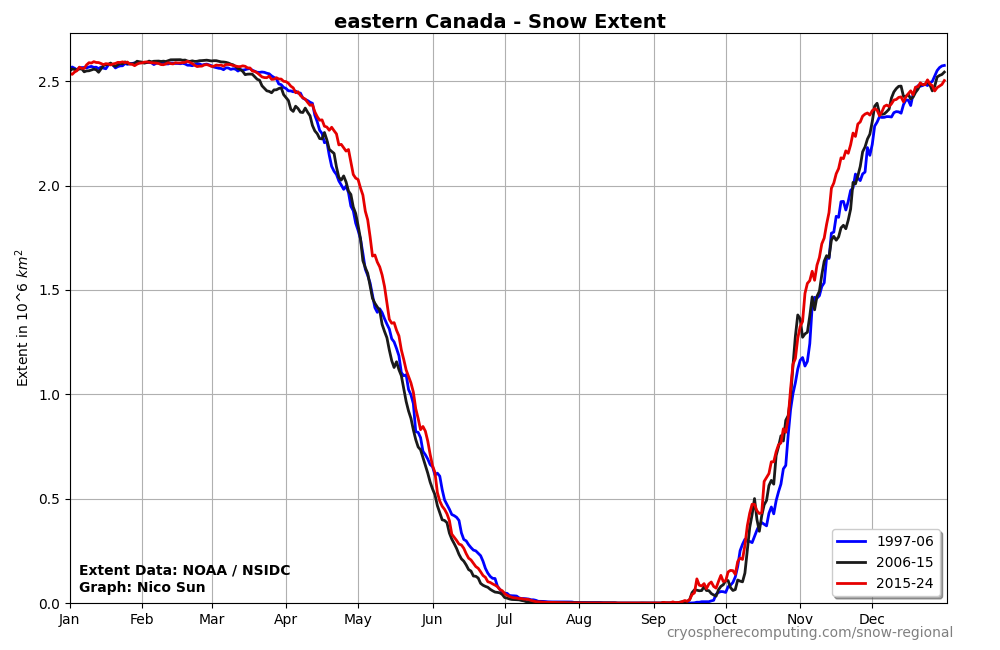 eastern Canada - Snow Extent
Extent in 10^6 km²
2.5
2.0
1.5
1.0
0.5
0.0
Extent Data: NOAA / NSIDC
Graph: Nico Sun
1997-06
2006-15
2015-24
Jan Feb Mar Apr May Jun Jul Aug Sep Oct Nov Dec
cryospherecomputing.com/snow-regional